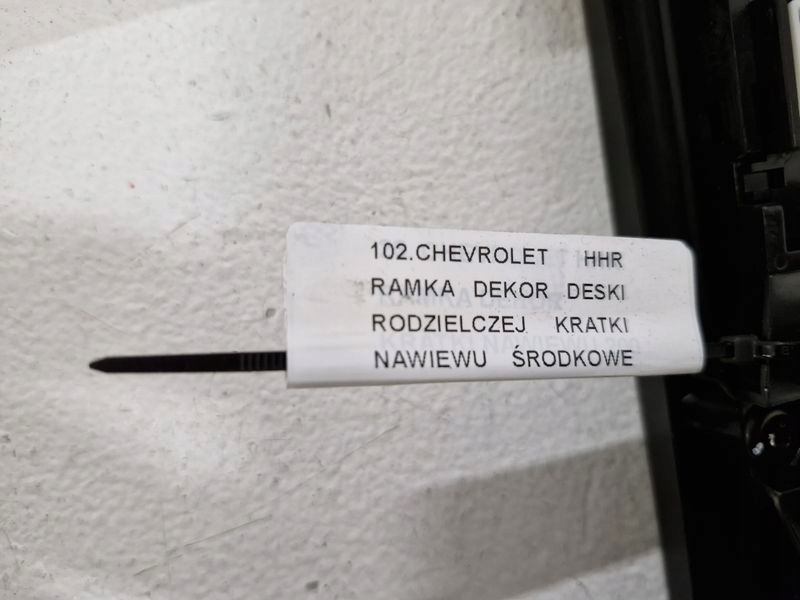 102.CHEVROLET HHR
RAMKA DEKOR DESKI
RODZIELCZEJ KRATKI
NAWIEWU ŚRODKOWE